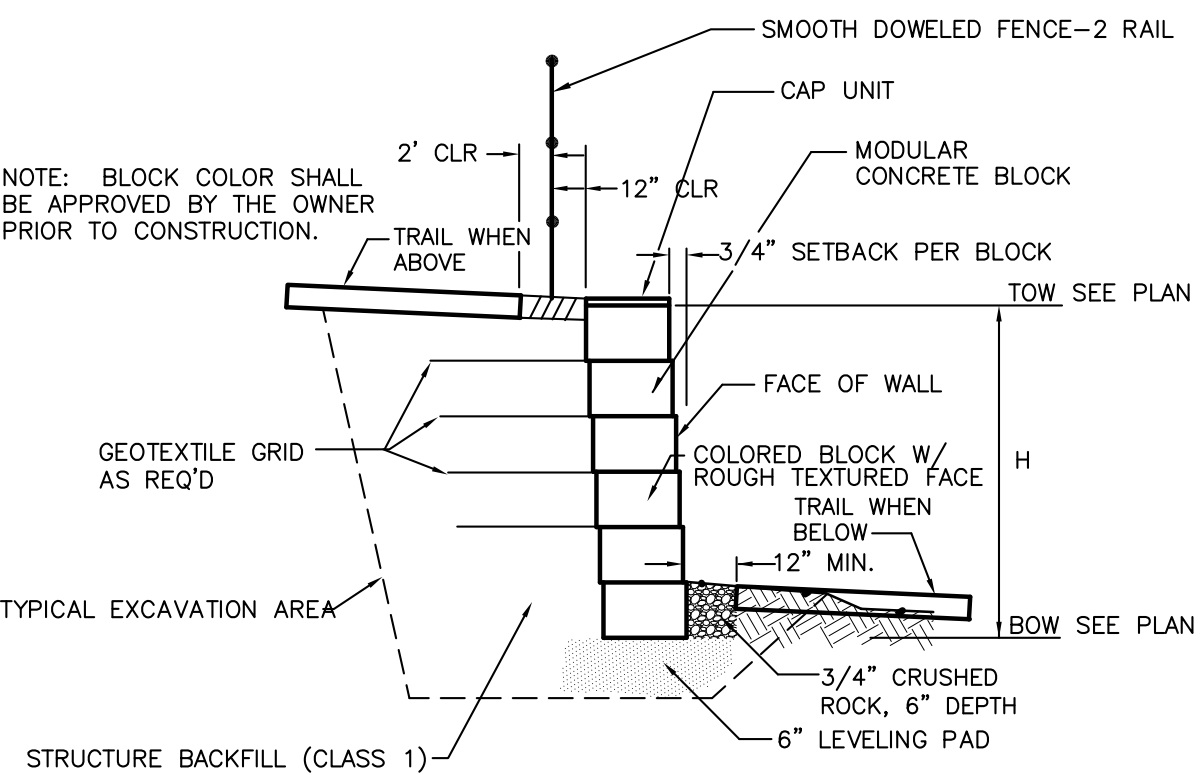 SMOOTH DOWELED FENCE-2 RAIL
CAP UNIT
2' CLR
MODULAR
CONCRETE BLOCK
NOTE: BLOCK COLOR SHALL
BE APPROVED BY THE OWNER
PRIOR TO CONSTRUCTION.
12" CLR
TRAIL WHEN
ABOVE
3/4" SETBACK PER BLOCK
TOW SEE PLAN
FACE OF WALL
GEOTEXTILE GRID
AS REQ'D
COLORED BLOCK W/
ROUGH TEXTURED FACE
H
TRAIL WHEN
BELOW
12" MIN.
TYPICAL EXCAVATION AREA
BOW SEE PLAN
3/4" CRUSHED
ROCK, 6" DEPTH
6" LEVELING PAD
STRUCTURE BACKFILL (CLASS 1)